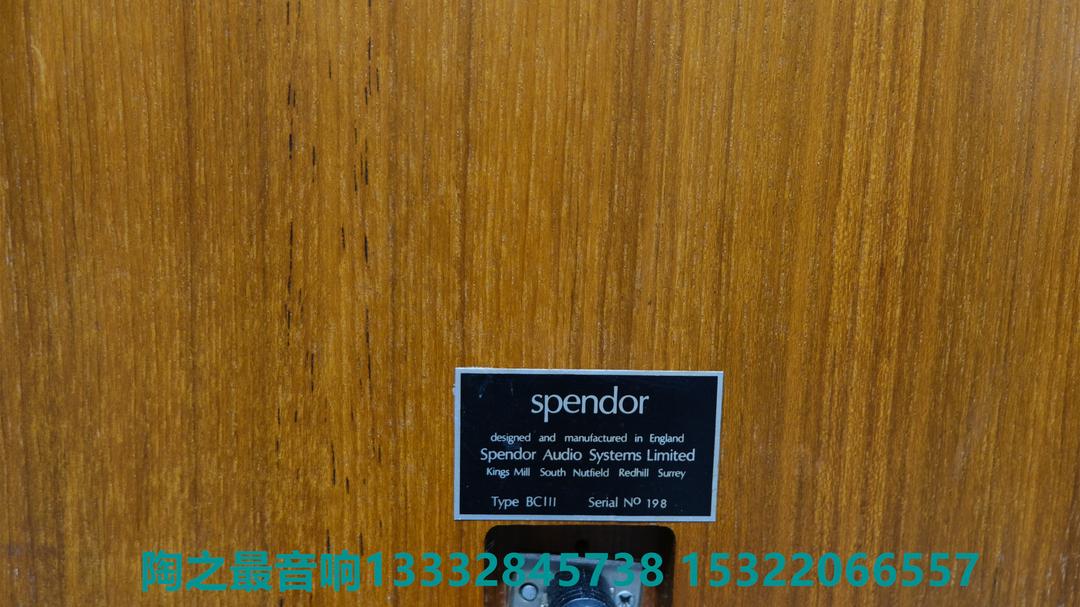 spendor
designed and manufactured in England
Spendor Audio Systems Limited
Kings Mill South Nutfield Redhill Surrey
Type BCIII Serial Nº 198
陶之最音响13332845738 15322066557